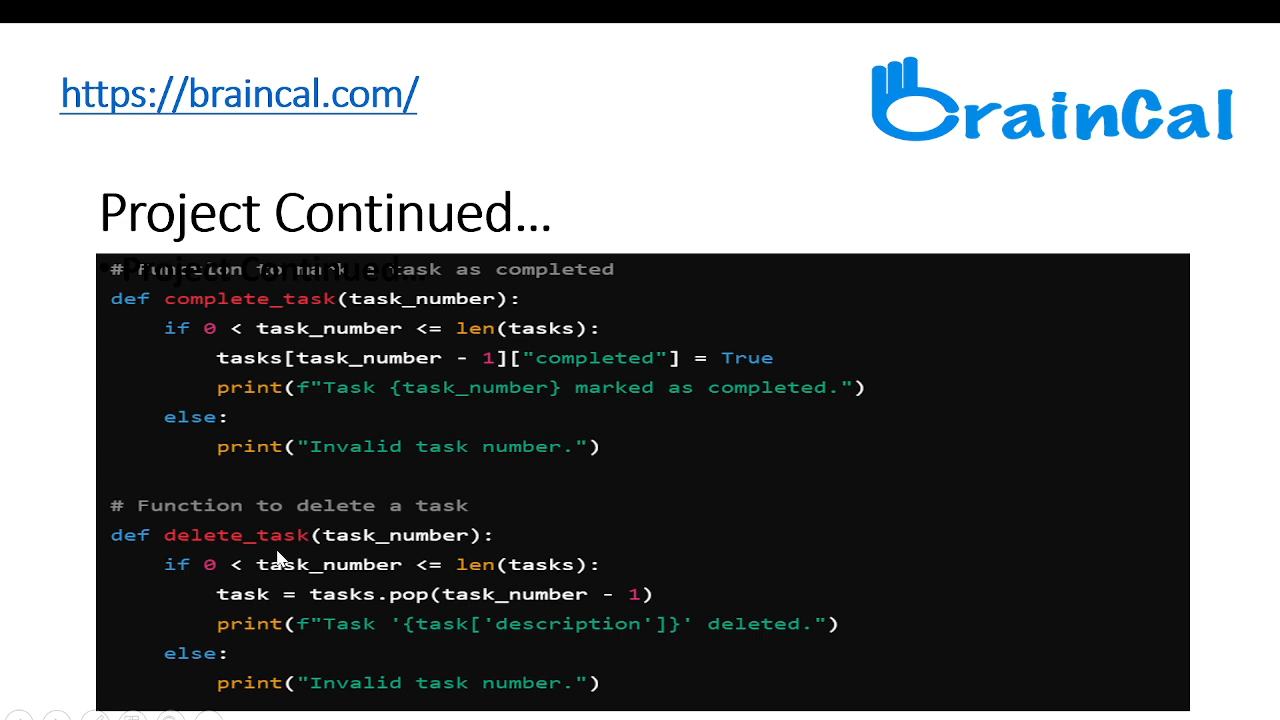 https://braincal.com/
BrainCal
Project Continued...
• Project Continued...
# Function to mark a task as completed
def complete_task(task_number):
    if 0 < task_number <= len(tasks):
        tasks[task_number - 1]["completed"] = True
        print(f"Task {task_number} marked as completed.")
    else:
        print("Invalid task number.")
# Function to delete a task
def delete_task(task_number):
    if 0 < task_number <= len(tasks):
        task = tasks.pop(task_number - 1)
        print(f"Task '{task['description']}' deleted.")
    else:
        print("Invalid task number.")